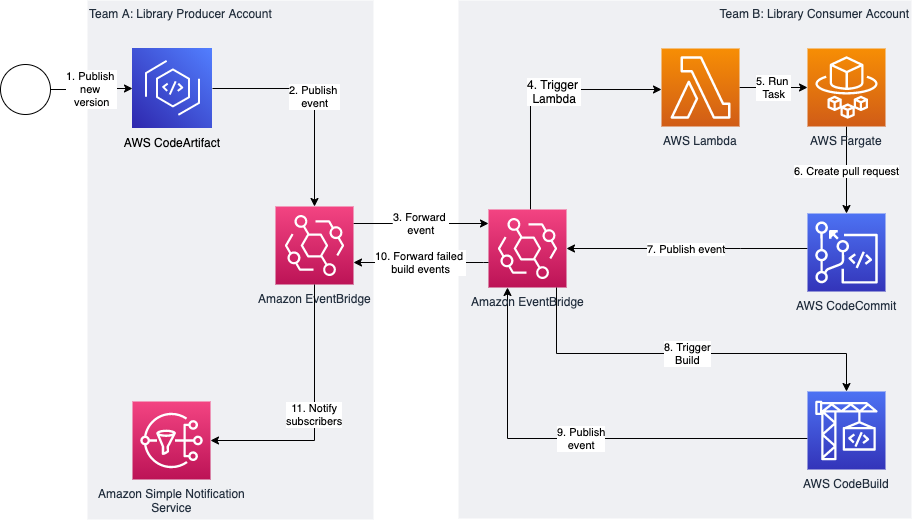 Team A: Library Producer Account
Team B: Library Consumer Account
1. Publish
new
version
AWS CodeArtifact
2. Publish
event
Amazon EventBridge
3. Forward
event
10. Forward failed
build events
Amazon EventBridge
4. Trigger
Lambda
AWS Lambda
5. Run
Task
AWS Fargate
6. Create pull request
7. Publish event
AWS CodeCommit
8. Trigger
Build
9. Publish
event
AWS CodeBuild
11. Notify
subscribers
Amazon Simple Notification
Service